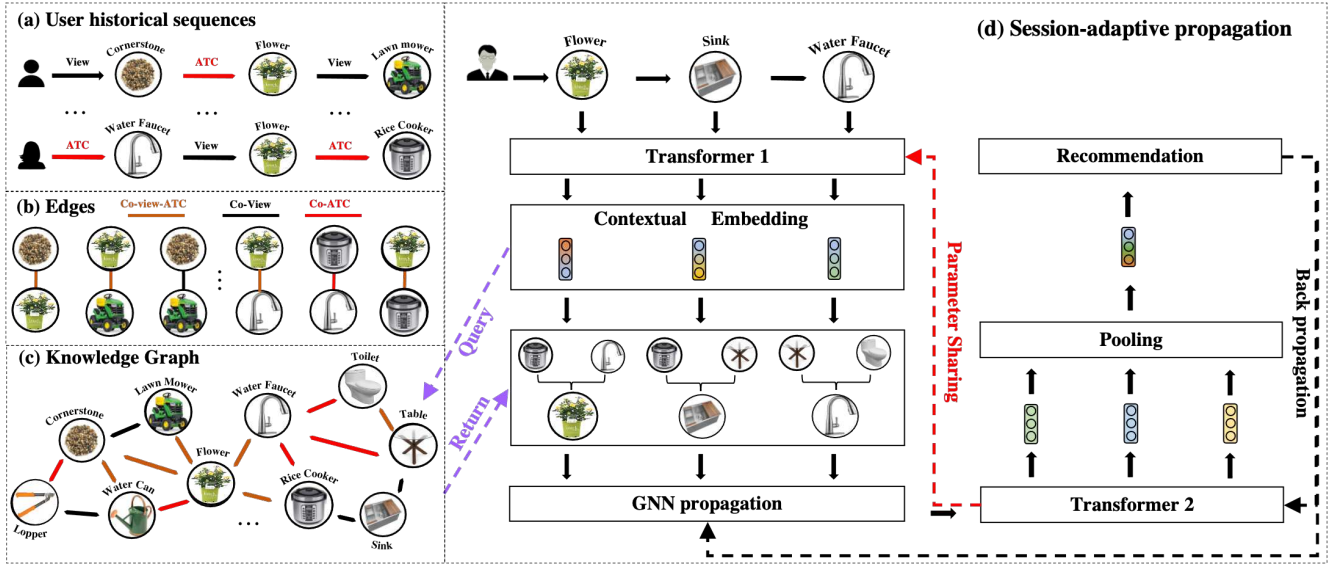 (a) User historical sequences
Cornerstone
Flower
Lawn mower
View
ATC
View
...
...
...
Water Faucet
Flower
Rice Cooker
ATC
View
ATC
(b) Edges
Co-view-ATC
Co-View
Co-ATC
(c) Knowledge Graph
Toilet
Lawn Mower
Water Faucet
Cornerstone
Table
Flower
Rice Cooker
Water Can
Lopper
...
Sink
Query
Return
(d) Session-adaptive propagation
Flower
Sink
Water Faucet
Transformer 1
Contextual Embedding
GNN propagation
Parameter Sharing
Recommendation
Pooling
Transformer 2
Back propagation